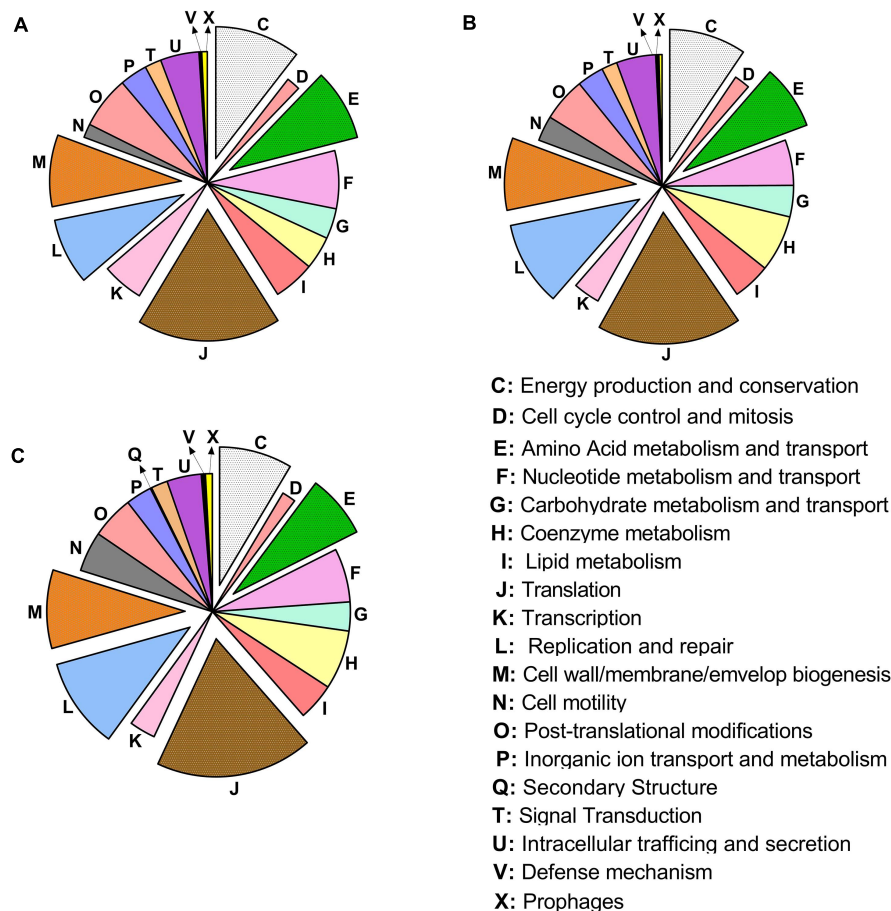 A
V X C
U
T
P
D
E
O
N
M
F
G
L
H
K
I
J
B
V X C
U
T
P
D
E
O
N
F
M
G
H
L
I
K
J
C
Q V X C
U
T
P
D
E
O
N
F
M
G
H
L
I
K
J
C: Energy production and conservation
D: Cell cycle control and mitosis
E: Amino Acid metabolism and transport
F: Nucleotide metabolism and transport
G: Carbohydrate metabolism and transport
H: Coenzyme metabolism
I: Lipid metabolism
J: Translation
K: Transcription
L: Replication and repair
M: Cell wall/membrane/emvelop biogenesis
N: Cell motility
O: Post-translational modifications
P: Inorganic ion transport and metabolism
Q: Secondary Structure
T: Signal Transduction
U: Intracellular trafficing and secretion
V: Defense mechanism
X: Prophages